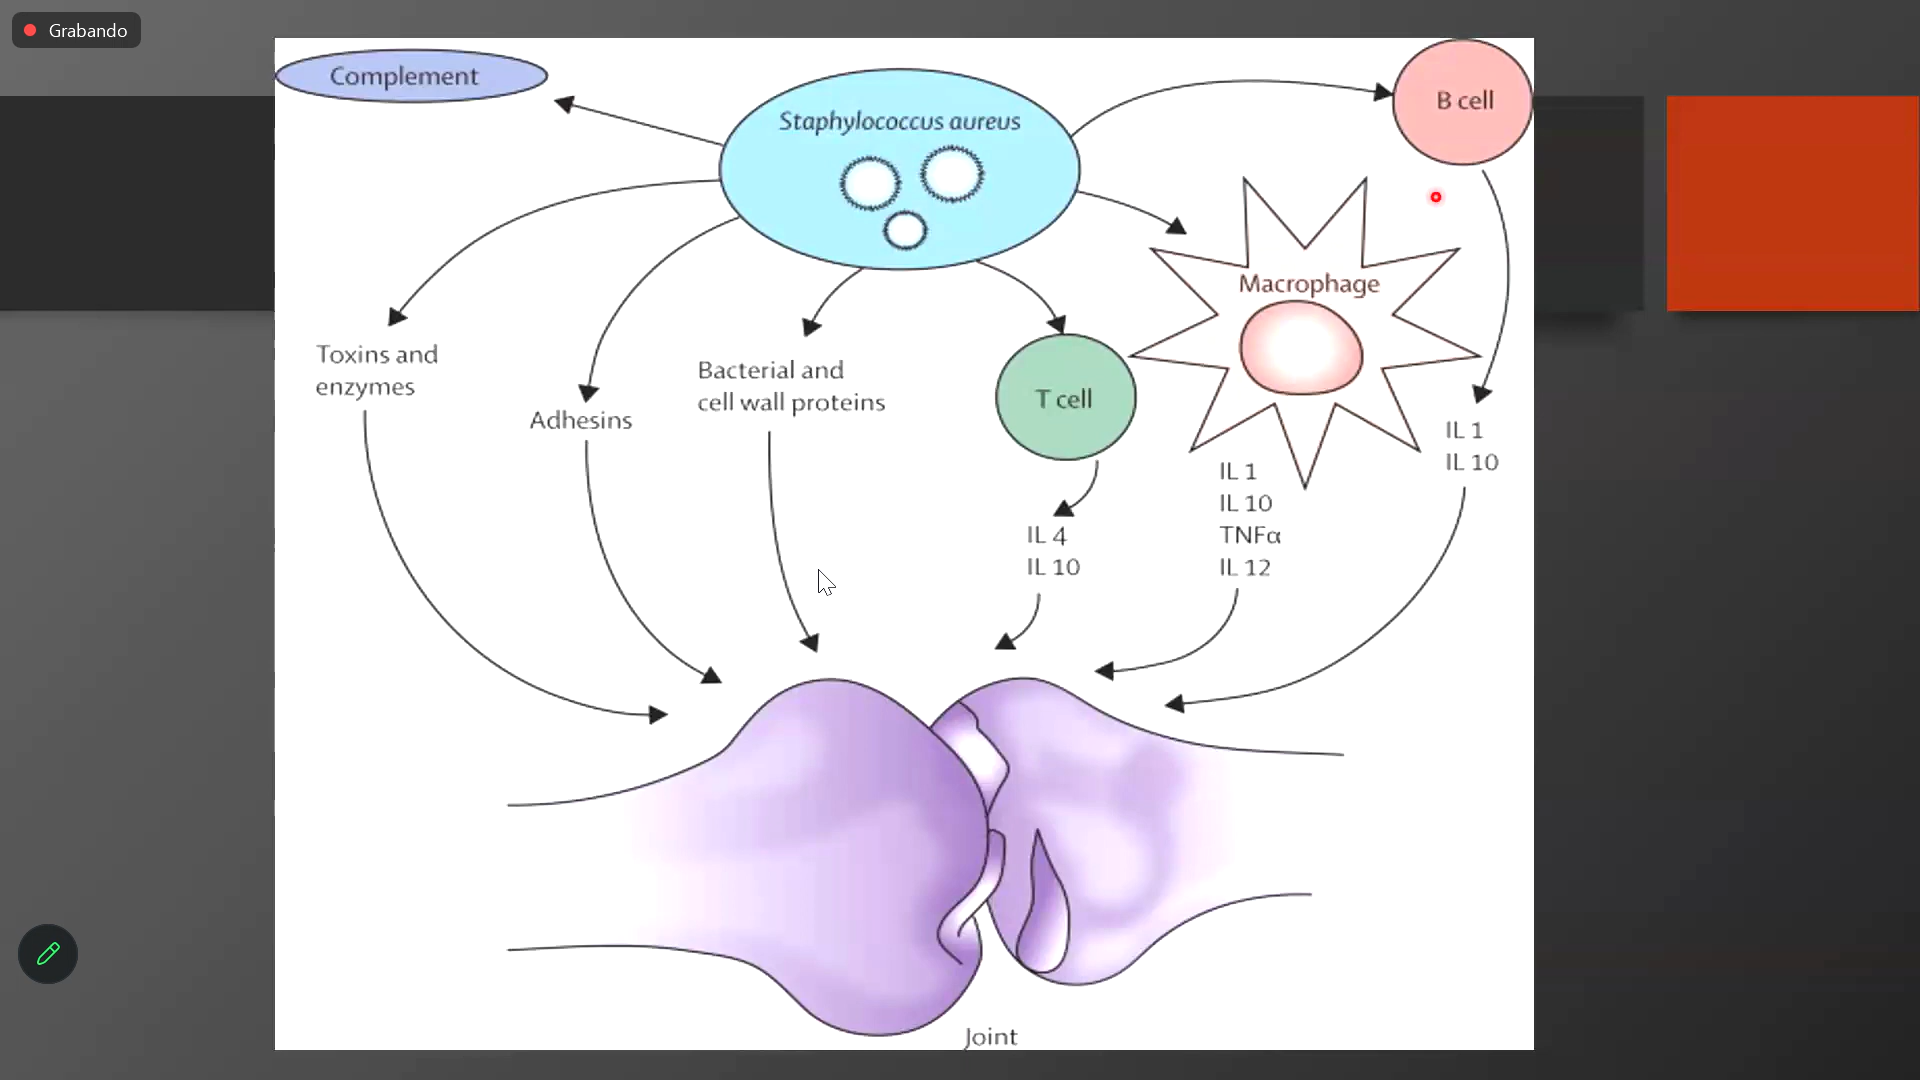 Grabando
Complement
Staphylococcus aureus
B cell
Macrophage
Toxins and
enzymes
Adhesins
Bacterial and
cell wall proteins
T cell
IL 4
IL 10
IL 1
IL 10
TNFα
IL 12
IL 1
IL 10
Joint